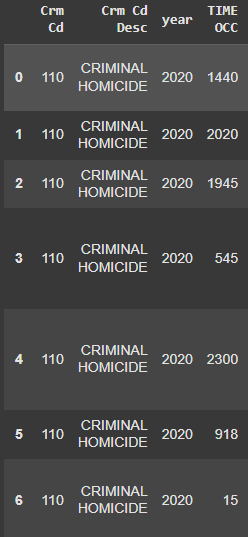 Crm Cd Crm Cd Desc year TIME OCC
0 110 CRIMINAL HOMICIDE 2020 1440
1 110 CRIMINAL HOMICIDE 2020 2020
2 110 CRIMINAL HOMICIDE 2020 1945
3 110 CRIMINAL HOMICIDE 2020 545
4 110 CRIMINAL HOMICIDE 2020 2300
5 110 CRIMINAL HOMICIDE 2020 918
6 110 CRIMINAL HOMICIDE 2020 15